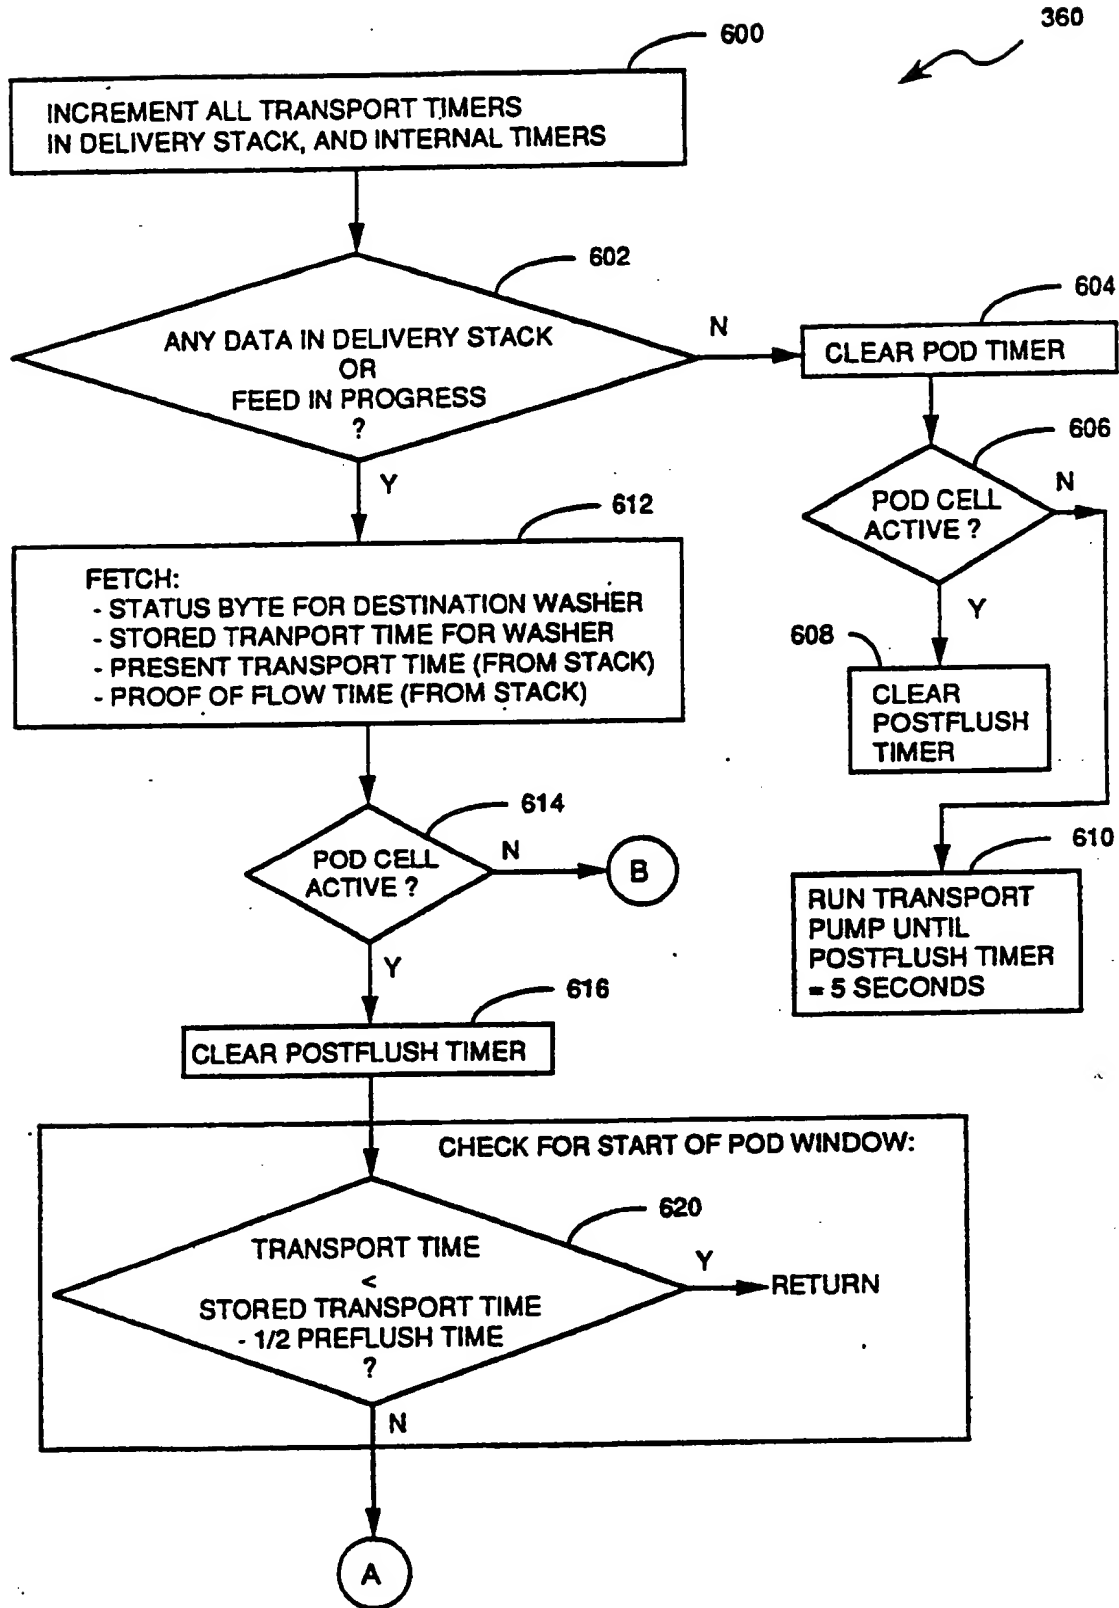 360
600
INCREMENT ALL TRANSPORT TIMERS
IN DELIVERY STACK, AND INTERNAL TIMERS
602
ANY DATA IN DELIVERY STACK
OR
FEED IN PROGRESS
?
N
Y
604
CLEAR POD TIMER
606
POD CELL
ACTIVE ?
N
Y
608
CLEAR
POSTFLUSH
TIMER
610
RUN TRANSPORT
PUMP UNTIL
POSTFLUSH TIMER
= 5 SECONDS
612
FETCH:
- STATUS BYTE FOR DESTINATION WASHER
- STORED TRANPORT TIME FOR WASHER
- PRESENT TRANSPORT TIME (FROM STACK)
- PROOF OF FLOW TIME (FROM STACK)
614
POD CELL
ACTIVE ?
N
B
Y
616
CLEAR POSTFLUSH TIMER
CHECK FOR START OF POD WINDOW:
620
TRANSPORT TIME
<
STORED TRANSPORT TIME
- 1/2 PREFLUSH TIME
?
Y
RETURN
N
A